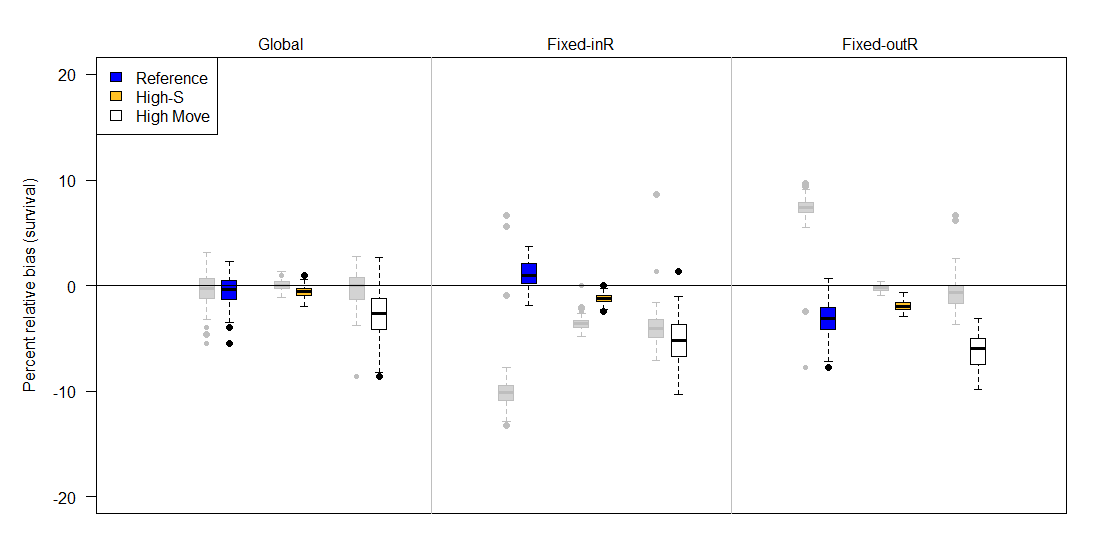 Global Fixed-inR Fixed-outR
Reference
High-S
High Move
20
10
0
-10
-20
Percent relative bias (survival)